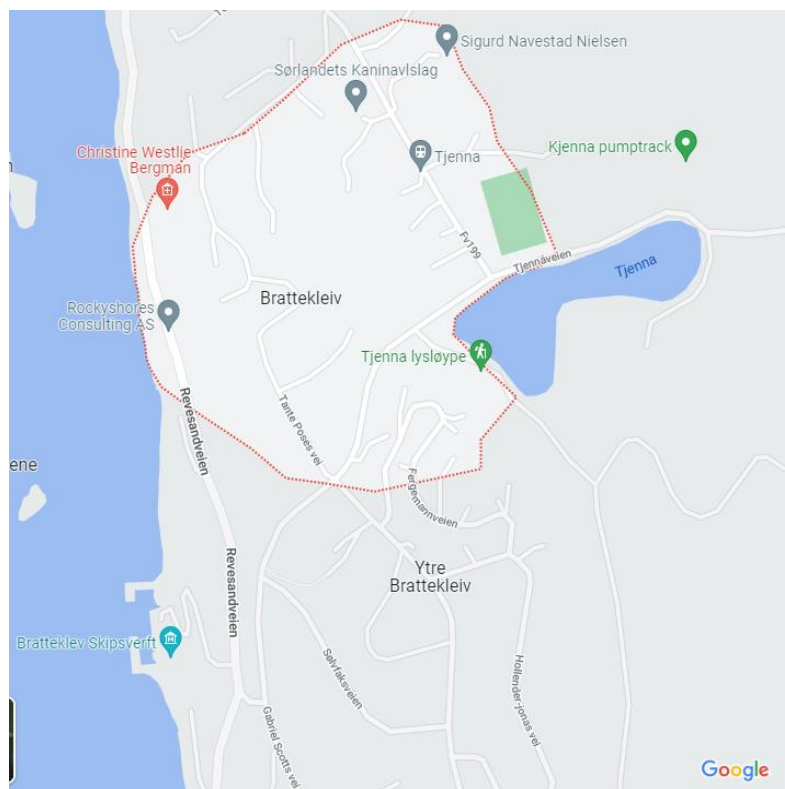 Sigurd Navestad Nielsen
Sørlandets Kaninavlslag
Christine Westlie
Bergman
Tjenna
Kjenna pumptrack
Fv199
Tjennaveien
Tjenna
Brattekleiv
Rockyshores
Consulting AS
Tjenna lysløype
Revesandveien
Tante Poses vei
ene
Fergemannveien
Revesandveien
Ytre
Brattekleiv
Bratteklev Skipsverft
Sølvfaksveien
Hollender-jonas vei
Gabriel Scotts vei
Google